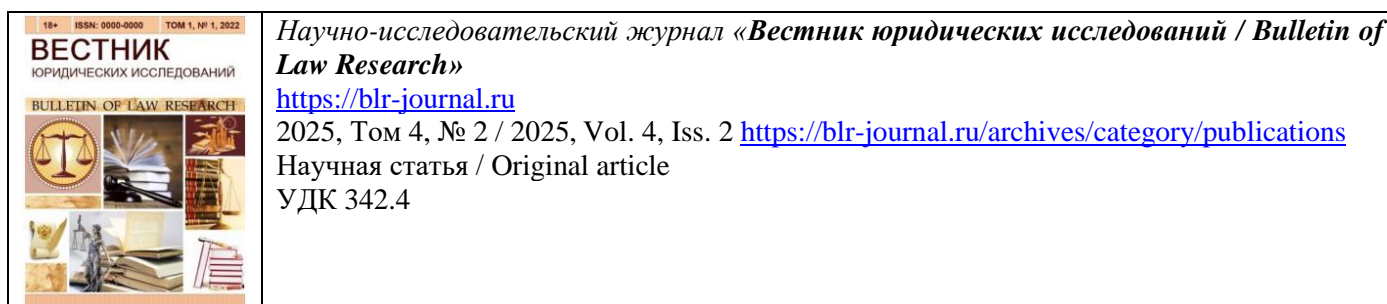 18+ ISSN: 0000-0000 ТОМ 1, № 1, 2022
ВЕСТНИК
ЮРИДИЧЕСКИХ ИССЛЕДОВАНИЙ
BULLETIN OF LAW RESEARCH
Научно-исследовательский журнал «Вестник юридических исследований / Bulletin of
Law Research»
https://blr-journal.ru
2025, Том 4, № 2 / 2025, Vol. 4, Iss. 2 https://blr-journal.ru/archives/category/publications
Научная статья / Original article
УДК 342.4